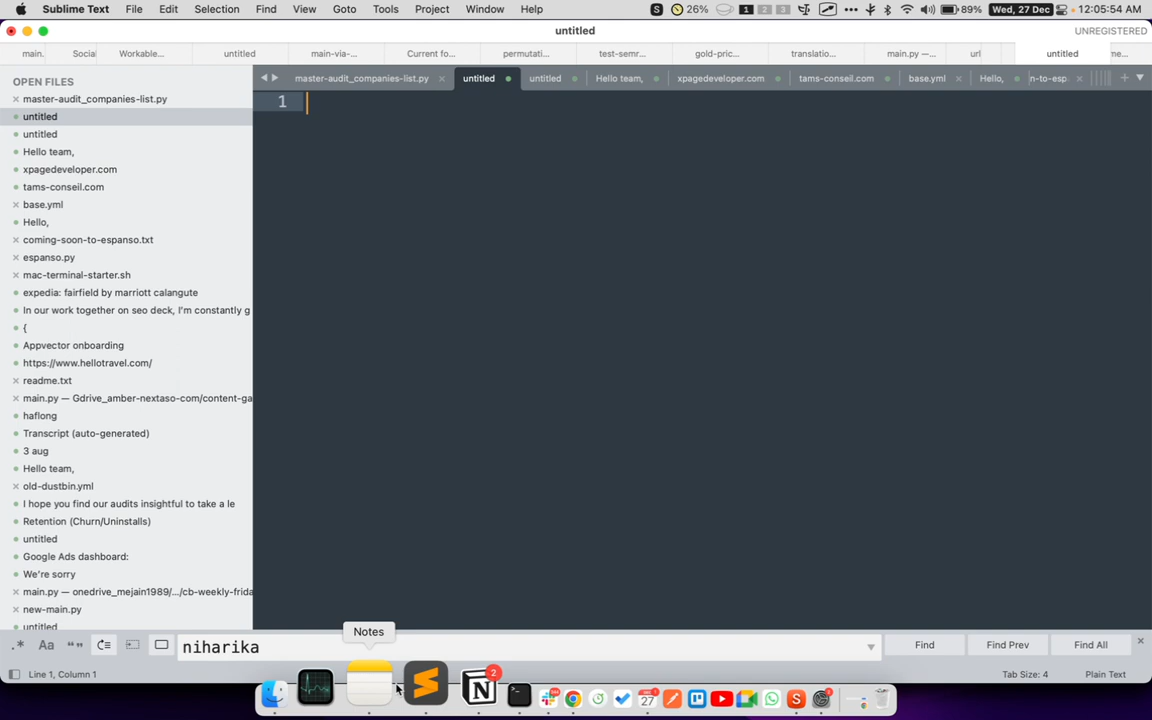 Sublime Text File Edit Selection Find View Goto Tools Project Window Help S 26% 1 2 3 89% Wed, 27 Dec 12:05:54 AM
untitled UNREGISTERED
main. Social Workable... untitled main-via-... Current fo... permutati... test-semr... gold-pric... translatio... main.py —... url untitled me...
OPEN FILES
master-audit_companies-list.py untitled untitled Hello team, xpagedeveloper.com tams-conseil.com base.yml Hello, n-to-esp
master-audit_companies-list.py
untitled
untitled
Hello team,
xpagedeveloper.com
tams-conseil.com
base.yml
Hello,
coming-soon-to-espanso.txt
espanso.py
mac-terminal-starter.sh
expedia: fairfield by marriott calangute
In our work together on seo deck, I'm constantly g
{
Appvector onboarding
https://www.hellotravel.com/
readme.txt
main.py — Gdrive_amber-nextaso-com/content-ga
haflong
Transcript (auto-generated)
3 aug
Hello team,
old-dustbin.yml
I hope you find our audits insightful to take a le
Retention (Churn/Uninstalls)
untitled
Google Ads dashboard:
We're sorry
main.py — onedrive_mejain1989/.../cb-weekly-frida
new-main.py
untitled
1
Notes
.* Aa "" niharika Find Find Prev Find All
Line 1, Column 1 Tab Size: 4 Plain Text
2
27